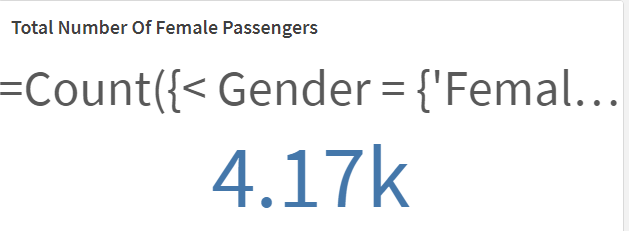 Total Number Of Female Passengers
=Count({< Gender = {'Femal...
4.17k